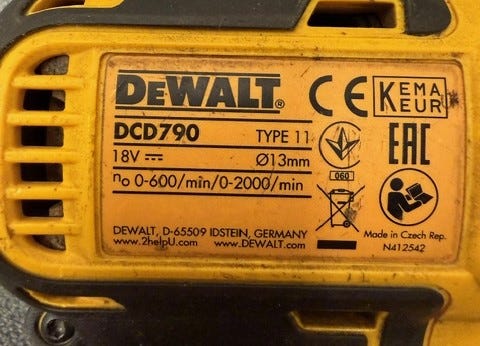 DEWALT®
CE KEMA KEUR
DCD790 TYPE 11
18V Ø13mm
n₀ 0-600/min/0-2000/min
060
EAC
DEWALT, D-65509 IDSTEIN, GERMANY
www.2helpU.com www.DEWALT.com
Made in Czech Rep.
N412542